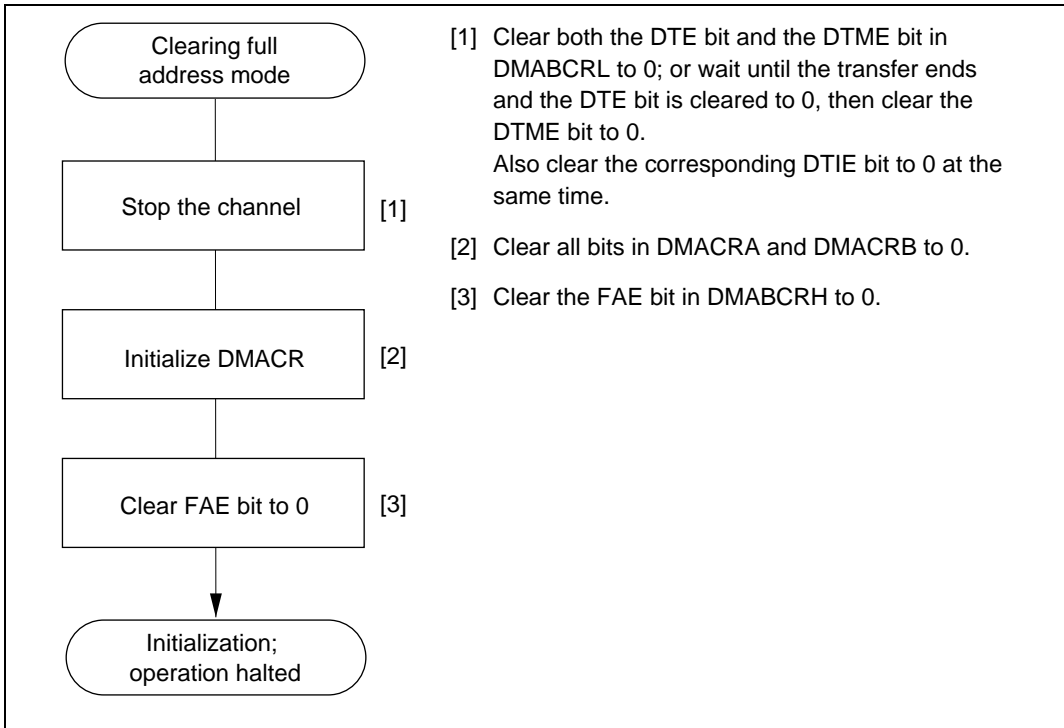 Clearing full
address mode
Stop the channel
[1]
Initialize DMACR
[2]
Clear FAE bit to 0
[3]
Initialization;
operation halted
[1] Clear both the DTE bit and the DTME bit in
DMABCRL to 0; or wait until the transfer ends
and the DTE bit is cleared to 0, then clear the
DTME bit to 0.
Also clear the corresponding DTIE bit to 0 at the
same time.
[2] Clear all bits in DMACRA and DMACRB to 0.
[3] Clear the FAE bit in DMABCRH to 0.